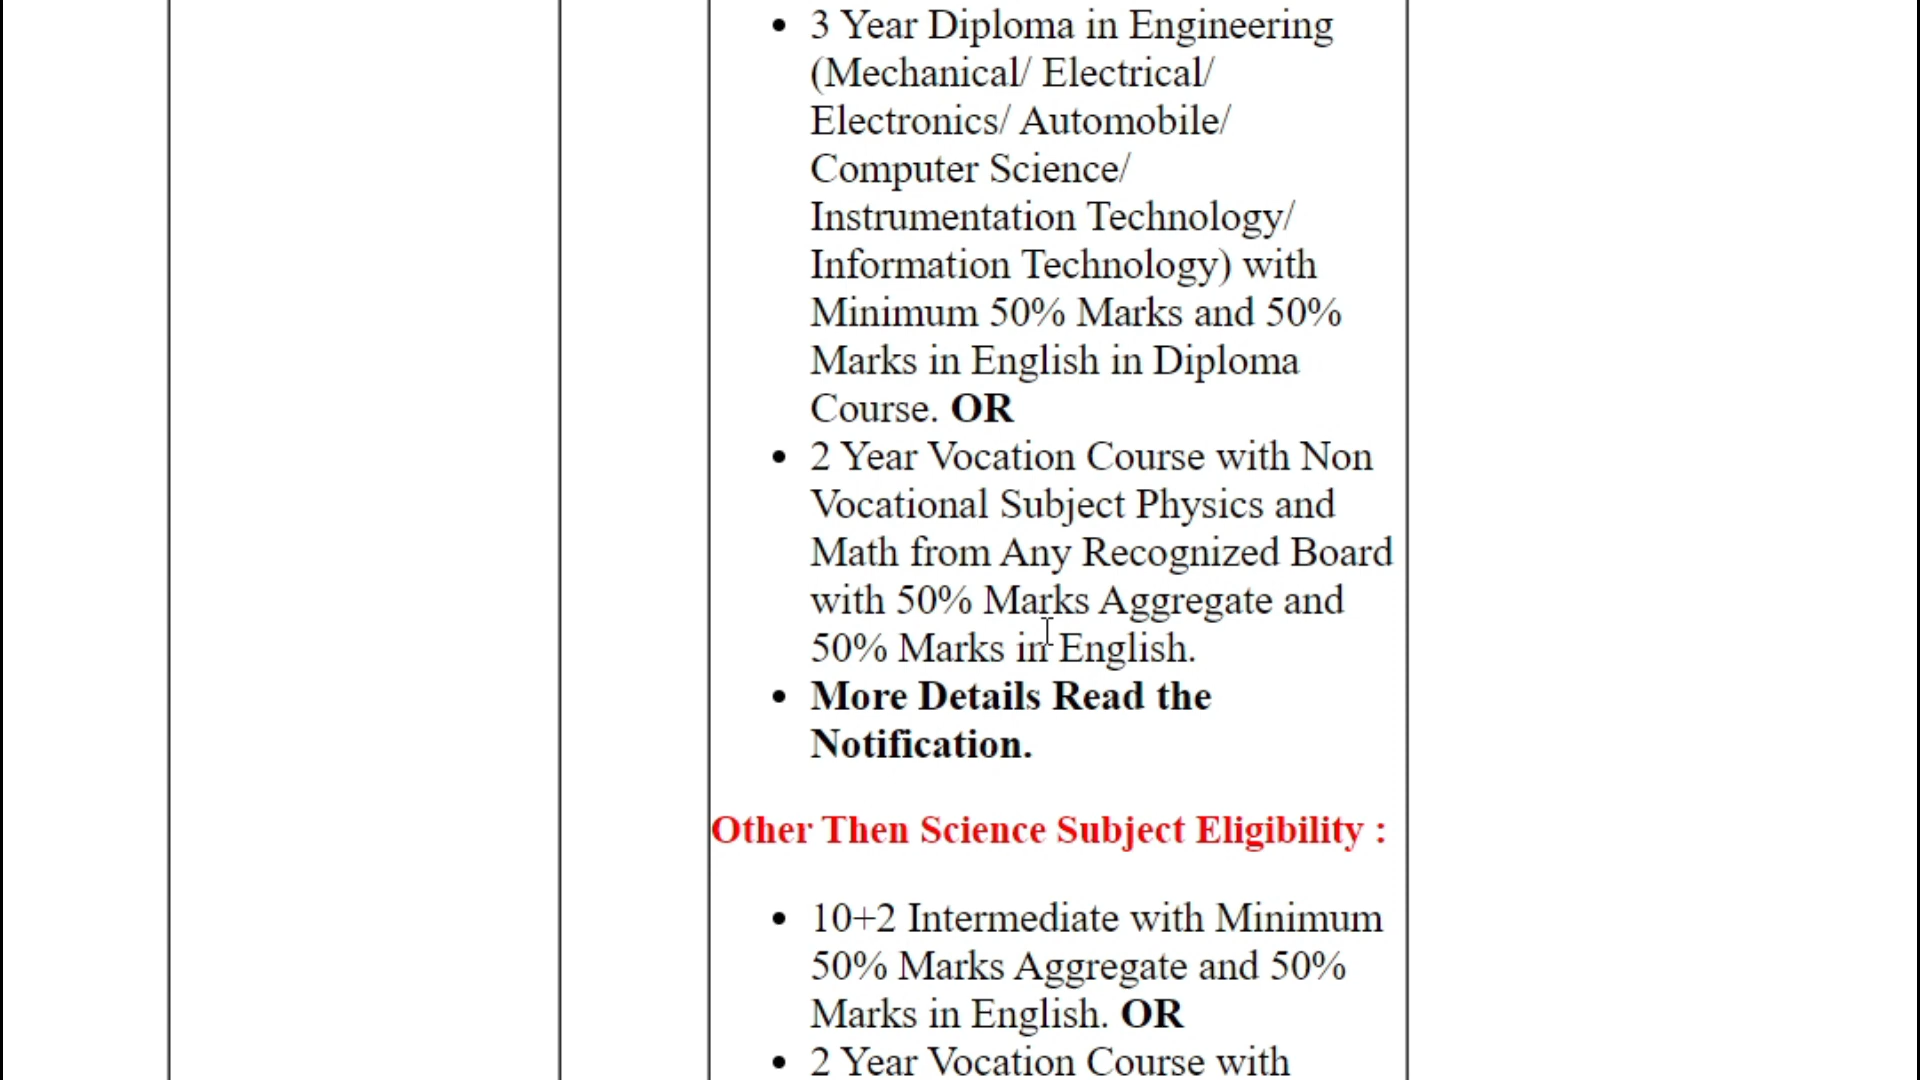 • 3 Year Diploma in Engineering
(Mechanical/ Electrical/
Electronics/ Automobile/
Computer Science/
Instrumentation Technology/
Information Technology) with
Minimum 50% Marks and 50%
Marks in English in Diploma
Course. OR
• 2 Year Vocation Course with Non
Vocational Subject Physics and
Math from Any Recognized Board
with 50% Marks Aggregate and
50% Marks in English.
• More Details Read the
Notification.
Other Then Science Subject Eligibility :
• 10+2 Intermediate with Minimum
50% Marks Aggregate and 50%
Marks in English. OR
• 2 Year Vocation Course with